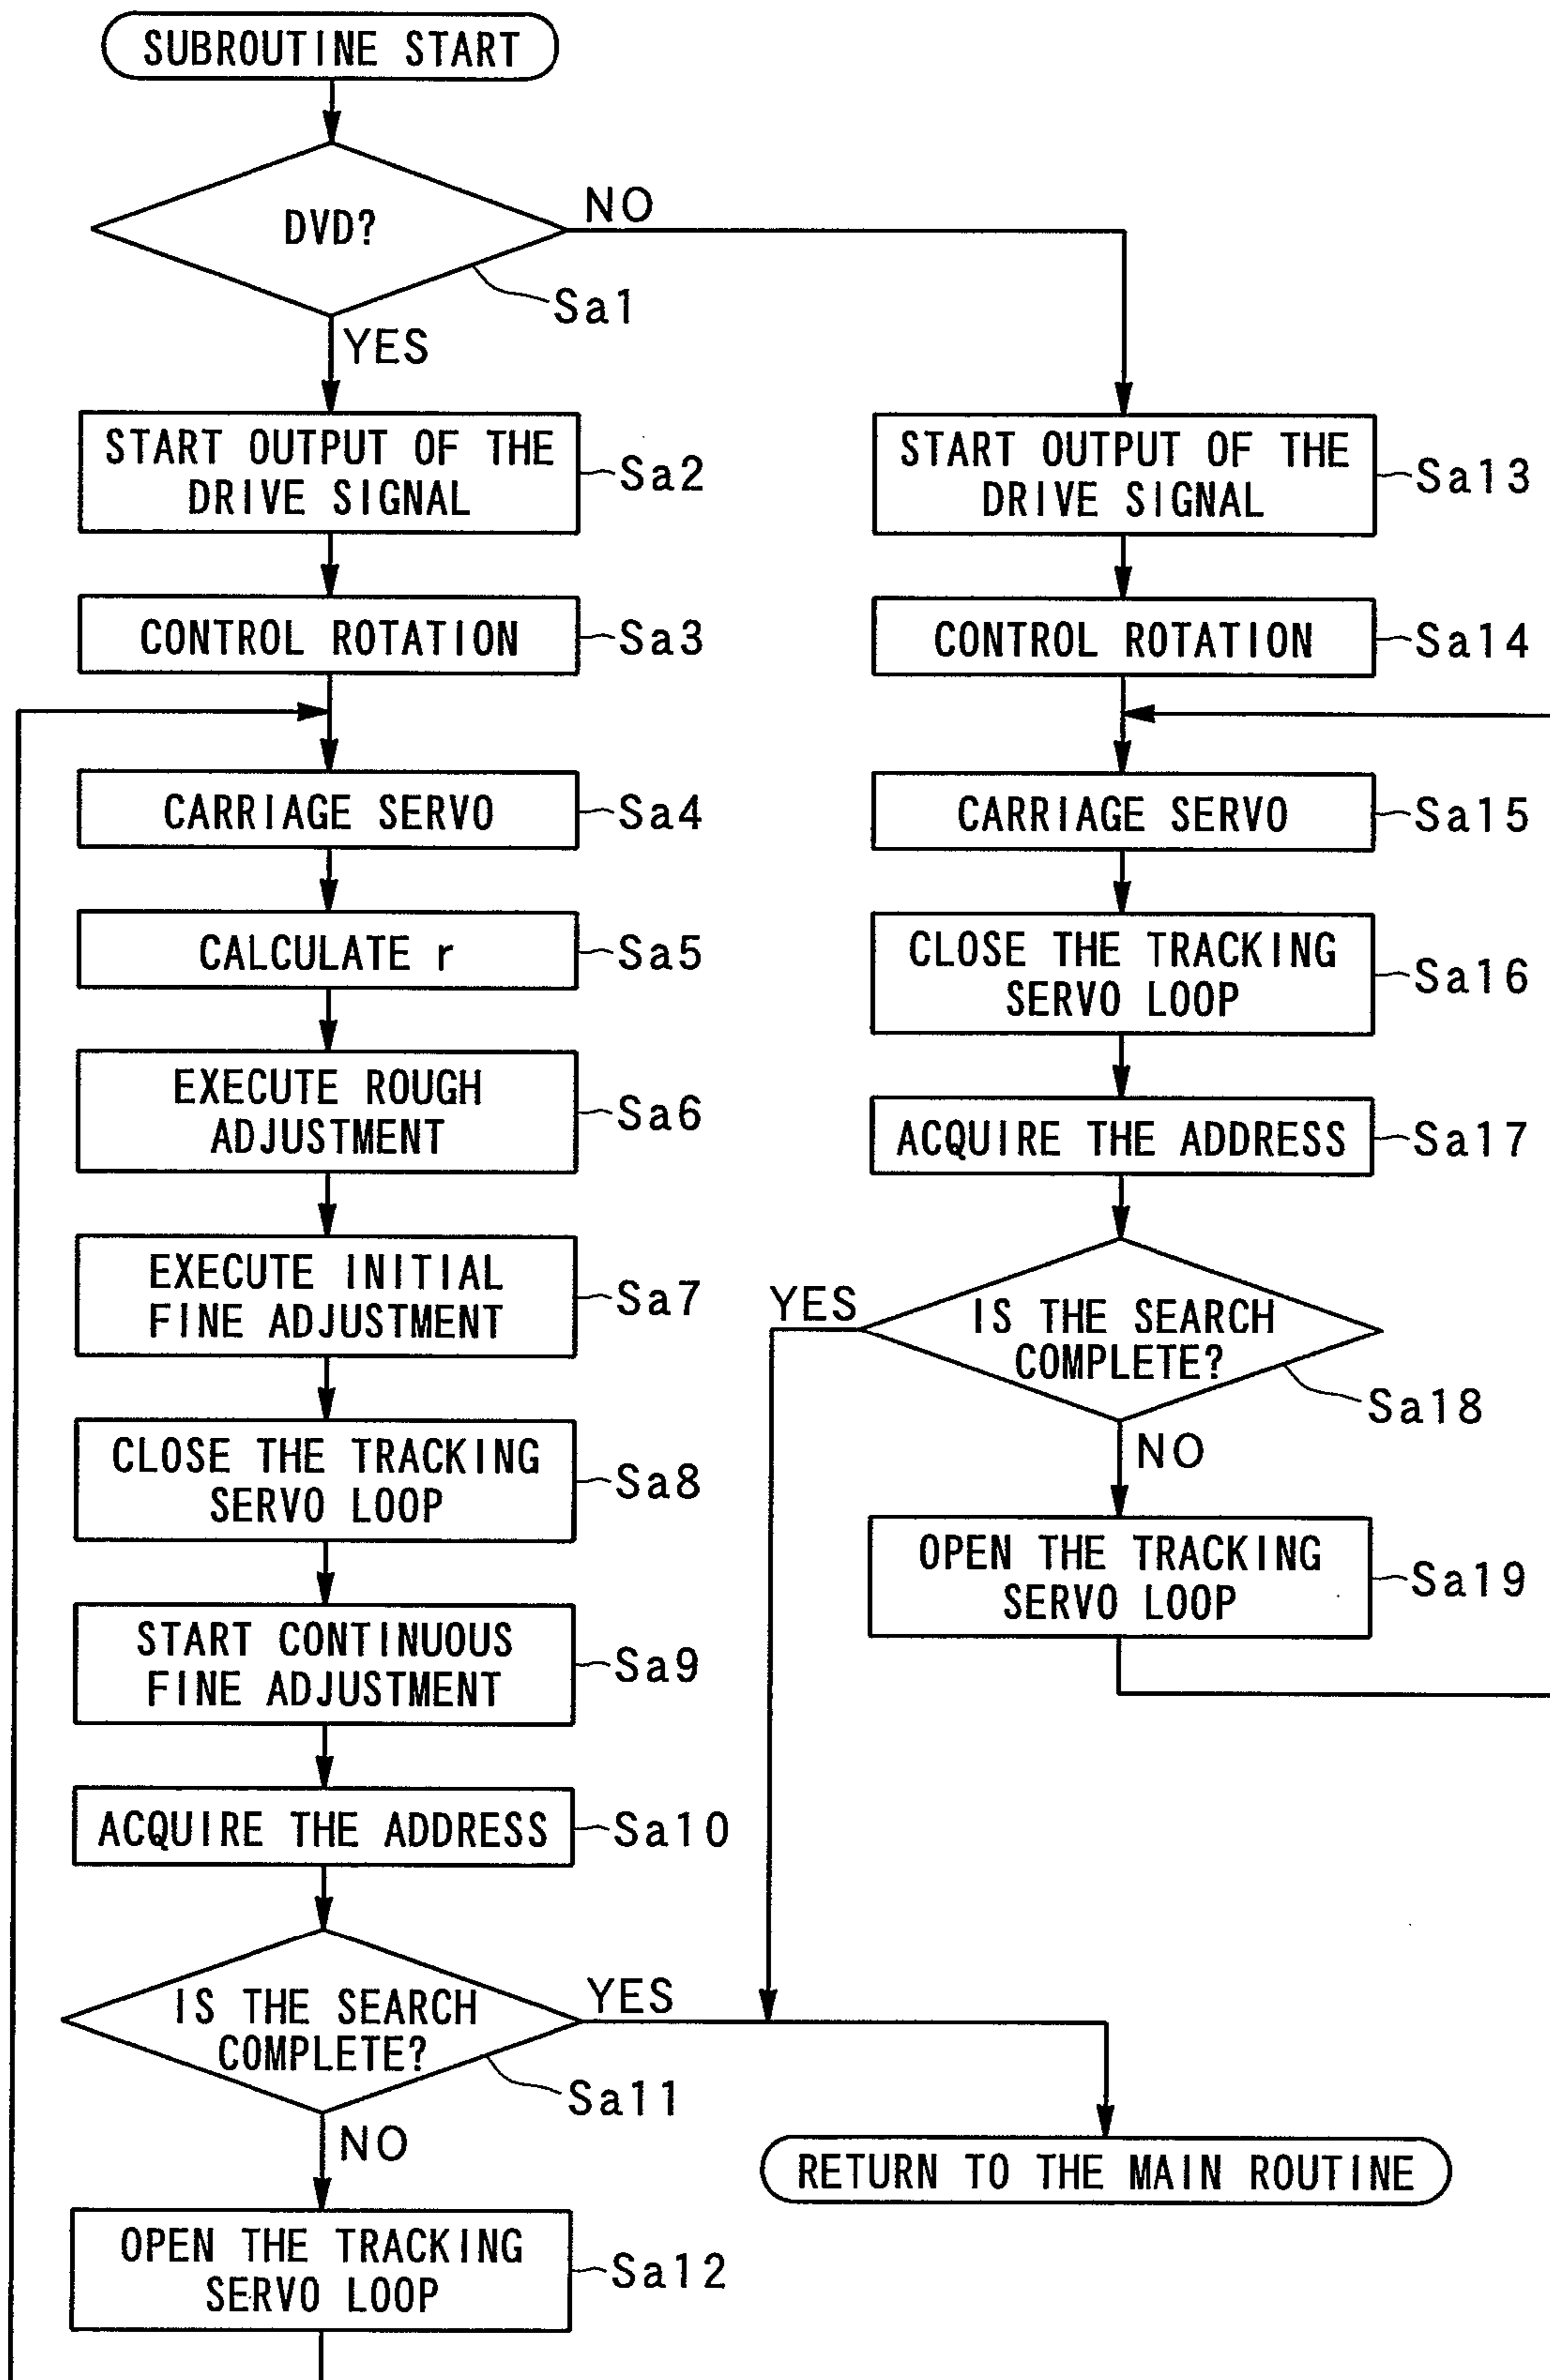 SUBROUTINE START
DVD?
NO
Sa1
YES
START OUTPUT OF THE
DRIVE SIGNAL
Sa2
CONTROL ROTATION
Sa3
CARRIAGE SERVO
Sa4
CALCULATE r
Sa5
EXECUTE ROUGH
ADJUSTMENT
Sa6
EXECUTE INITIAL
FINE ADJUSTMENT
Sa7
CLOSE THE TRACKING
SERVO LOOP
Sa8
START CONTINUOUS
FINE ADJUSTMENT
Sa9
ACQUIRE THE ADDRESS
Sa10
IS THE SEARCH
COMPLETE?
YES
Sa11
NO
OPEN THE TRACKING
SERVO LOOP
Sa12
START OUTPUT OF THE
DRIVE SIGNAL
Sa13
CONTROL ROTATION
Sa14
CARRIAGE SERVO
Sa15
CLOSE THE TRACKING
SERVO LOOP
Sa16
ACQUIRE THE ADDRESS
Sa17
YES
IS THE SEARCH
COMPLETE?
Sa18
NO
OPEN THE TRACKING
SERVO LOOP
Sa19
RETURN TO THE MAIN ROUTINE